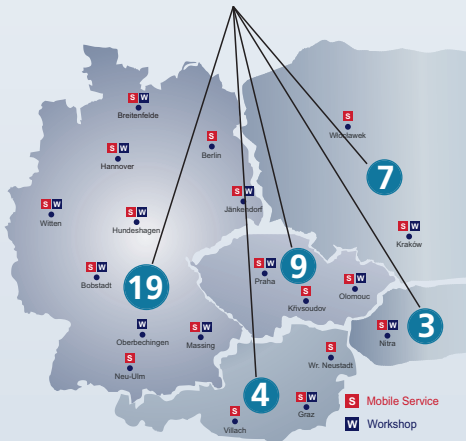 S W
Breitenfelde
S
Włocławek
S
Berlin
S W
Hannover
7
S W
Jänkendorf
S W
Witten
S W
Hundeshagen
S W
Kraków
9
S W
Praha
S W
Bobstadt
19
S
Křivsoudov
S W
Olomouc
3
W
Oberbechingen
S W
Massing
S W
Nitra
S
Neu-Ulm
S
Wr. Neustadt
4
S
Villach
S W
Graz
S Mobile Service
W Workshop